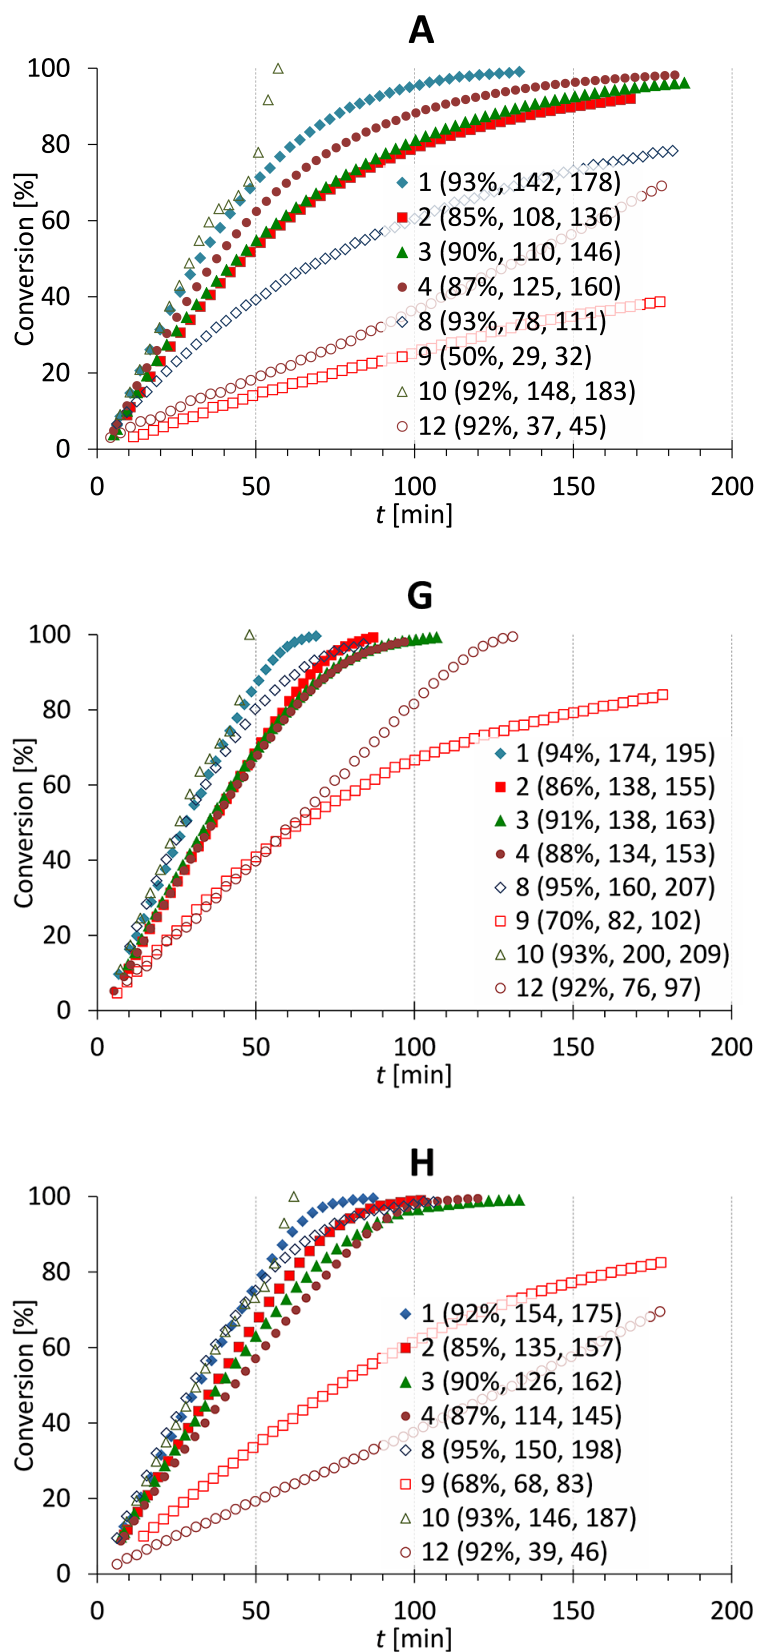 A
100
80
60
40
20
0
Conversion [%]
1 (93%, 142, 178)
2 (85%, 108, 136)
3 (90%, 110, 146)
4 (87%, 125, 160)
8 (93%, 78, 111)
9 (50%, 29, 32)
10 (92%, 148, 183)
12 (92%, 37, 45)
0 50 100 150 200
t [min]
G
100
80
60
40
20
0
Conversion [%]
1 (94%, 174, 195)
2 (86%, 138, 155)
3 (91%, 138, 163)
4 (88%, 134, 153)
8 (95%, 160, 207)
9 (70%, 82, 102)
10 (93%, 200, 209)
12 (92%, 76, 97)
0 50 100 150 200
t [min]
H
100
80
60
40
20
0
Conversion [%]
1 (92%, 154, 175)
2 (85%, 135, 157)
3 (90%, 126, 162)
4 (87%, 114, 145)
8 (95%, 150, 198)
9 (68%, 68, 83)
10 (93%, 146, 187)
12 (92%, 39, 46)
0 50 100 150 200
t [min]